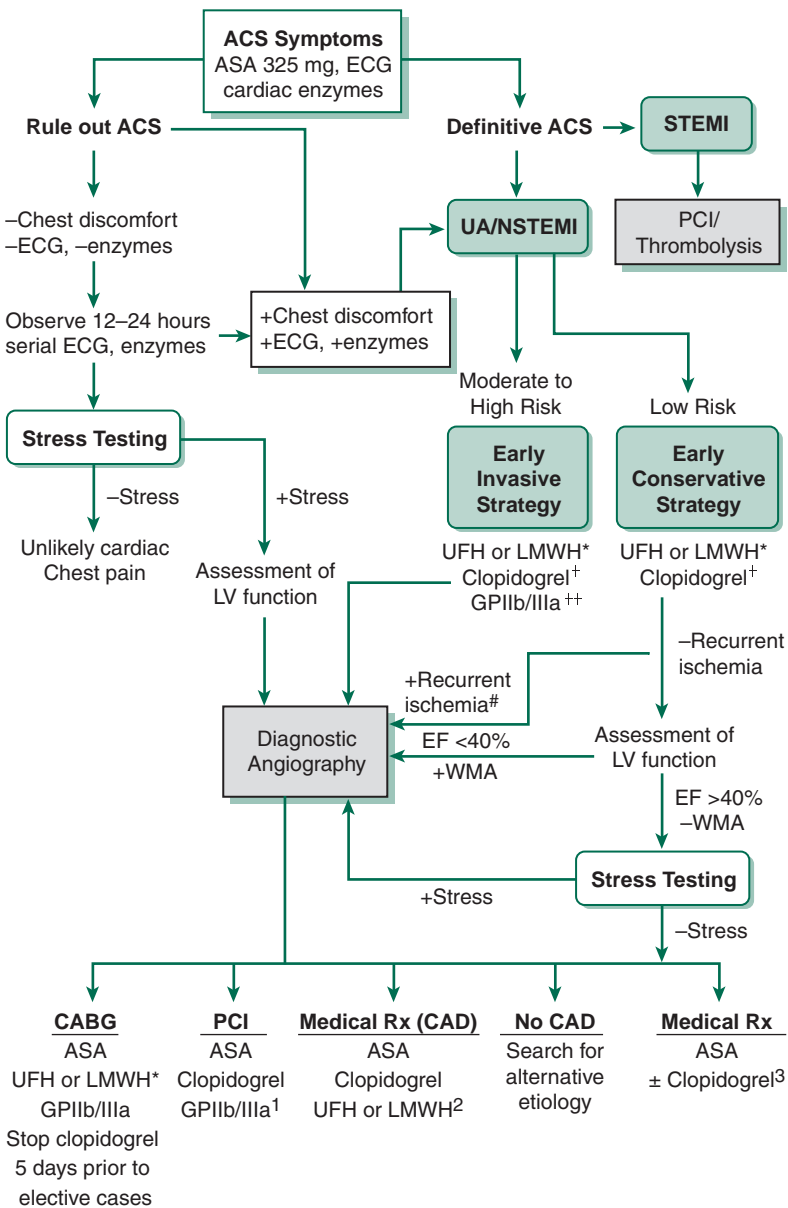 ACS Symptoms
ASA 325 mg, ECG
cardiac enzymes
Rule out ACS
Definitive ACS
STEMI
PCI/
Thrombolysis
–Chest discomfort
–ECG, –enzymes
UA/NSTEMI
Observe 12–24 hours
serial ECG, enzymes
+Chest discomfort
+ECG, +enzymes
Moderate to
High Risk
Low Risk
Stress Testing
–Stress
+Stress
Unlikely cardiac
Chest pain
Assessment of
LV function
Early
Invasive
Strategy
UFH or LMWH*
Clopidogrel†
GPIIb/IIIa ††
Early
Conservative
Strategy
UFH or LMWH*
Clopidogrel†
–Recurrent
ischemia
+Recurrent
ischemia#
Diagnostic
Angiography
EF <40%
+WMA
Assessment of
LV function
EF >40%
–WMA
Stress Testing
+Stress
–Stress
CABG
ASA
UFH or LMWH*
GPIIb/IIIa
Stop clopidogrel
5 days prior to
elective cases
PCI
ASA
Clopidogrel
GPIIb/IIIa1
Medical Rx (CAD)
ASA
Clopidogrel
UFH or LMWH2
No CAD
Search for
alternative
etiology
Medical Rx
ASA
± Clopidogrel3